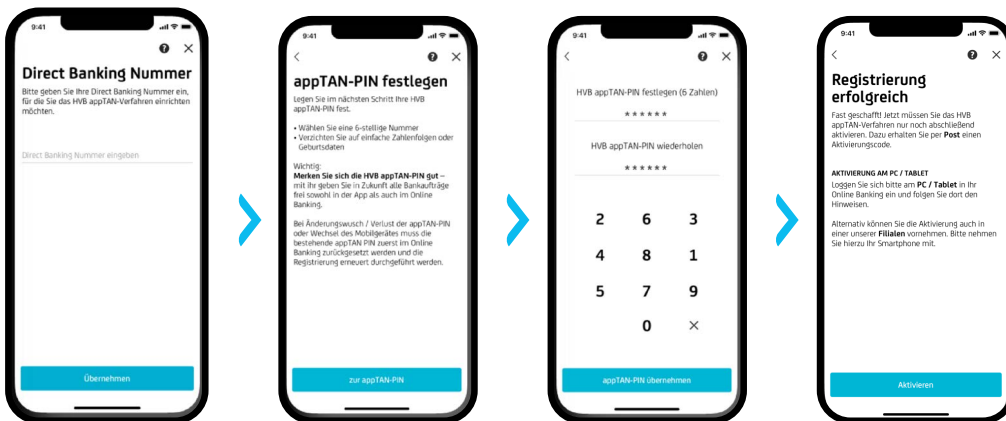 9:41
Direct Banking Nummer
Bitte geben Sie Ihre Direct Banking Nummer ein,
für die Sie das HVB appTAN-Verfahren einrichten
möchten.
Direct Banking Nummer eingeben
Übernehmen
9:41
appTAN-PIN festlegen
Legen Sie im nächsten Schritt Ihre HVB
appTAN-PIN fest.
• Wählen Sie eine 6-stellige Nummer
• Verzichten Sie auf einfache Zahlenfolgen oder
Geburtsdaten
Wichtig:
Merken Sie sich die HVB appTAN-PIN gut –
mit ihr geben Sie in Zukunft alle Bankaufträge
frei sowohl in der App als auch im Online
Banking.
Bei Änderungswusch / Verlust der appTAN-PIN
oder Wechsel des Mobilgerätes muss die
bestehende appTAN PIN zuerst im Online
Banking zurückgesetzt werden und die
Registrierung erneuert durchgeführt werden.
zur appTAN-PIN
9:41
HVB appTAN-PIN festlegen (6 Zahlen)
******
HVB appTAN-PIN wiederholen
******
2 6 3
4 8 1
5 7 9
0 ×
appTAN-PIN übernehmen
9:41
Registrierung
erfolgreich
Fast geschafft! Jetzt müssen Sie das HVB
appTAN-Verfahren nur noch abschließend
aktivieren. Dazu erhalten Sie per Post einen
Aktivierungscode.
AKTIVIERUNG AM PC / TABLET
Loggen Sie sich bitte am PC / Tablet in Ihr
Online Banking ein und folgen Sie dort den
Hinweisen.
Alternativ können Sie die Aktivierung auch in
einer unserer Filialen vornehmen. Bitte nehmen
Sie hierzu Ihr Smartphone mit.
Aktivieren